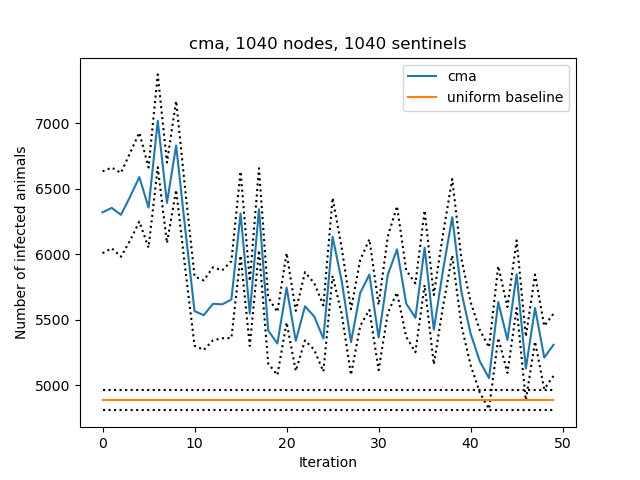 cma, 1040 nodes, 1040 sentinels
cma
uniform baseline
Number of infected animals
7000
6500
6000
5500
5000
0 10 20 30 40 50
Iteration